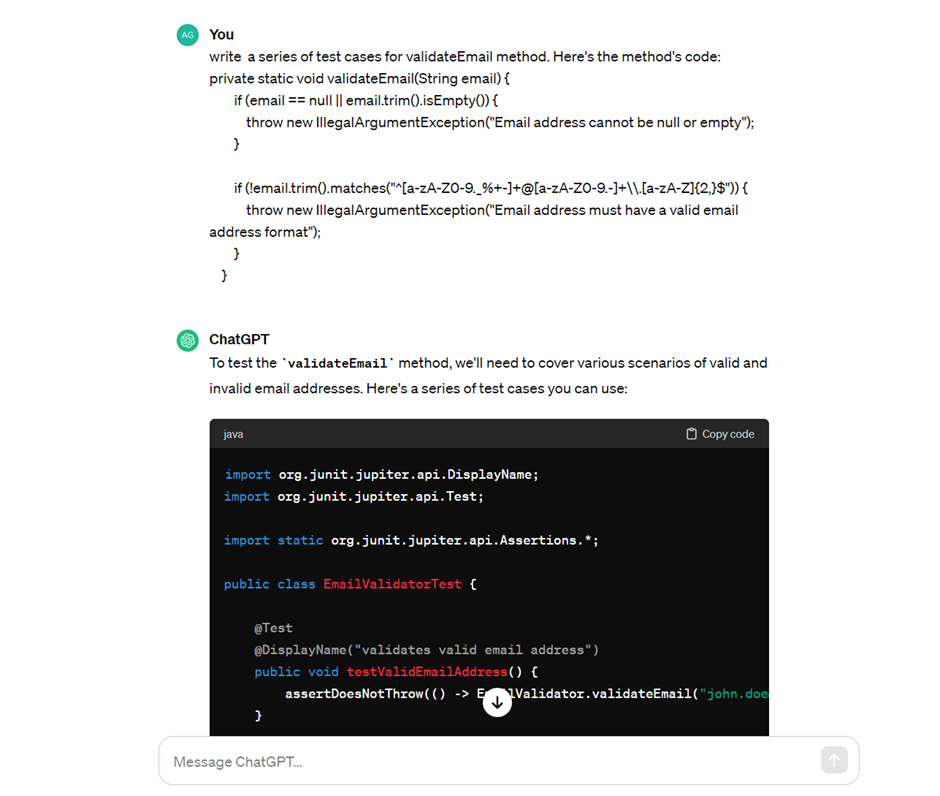 AG You
write  a series of test cases for validateEmail method. Here's the method's code:
private static void validateEmail(String email) {
if (email == null || email.trim().isEmpty()) {
throw new IllegalArgumentException("Email address cannot be null or empty");
}
if (!email.trim().matches("^[a-zA-Z0-9._%+-]+@[a-zA-Z0-9.-]+\\.[a-zA-Z]{2,}$")) {
throw new IllegalArgumentException("Email address must have a valid email
address format");
}
}
ChatGPT
To test the `validateEmail` method, we'll need to cover various scenarios of valid and
invalid email addresses. Here's a series of test cases you can use:
java Copy code
import org.junit.jupiter.api.DisplayName;
import org.junit.jupiter.api.Test;
import static org.junit.jupiter.api.Assertions.*;
public class EmailValidatorTest {
@Test
@DisplayName("validates valid email address")
public void testValidEmailAddress() {
assertDoesNotThrow(() -> EmailValidator.validateEmail("john.doe
}
Message ChatGPT...